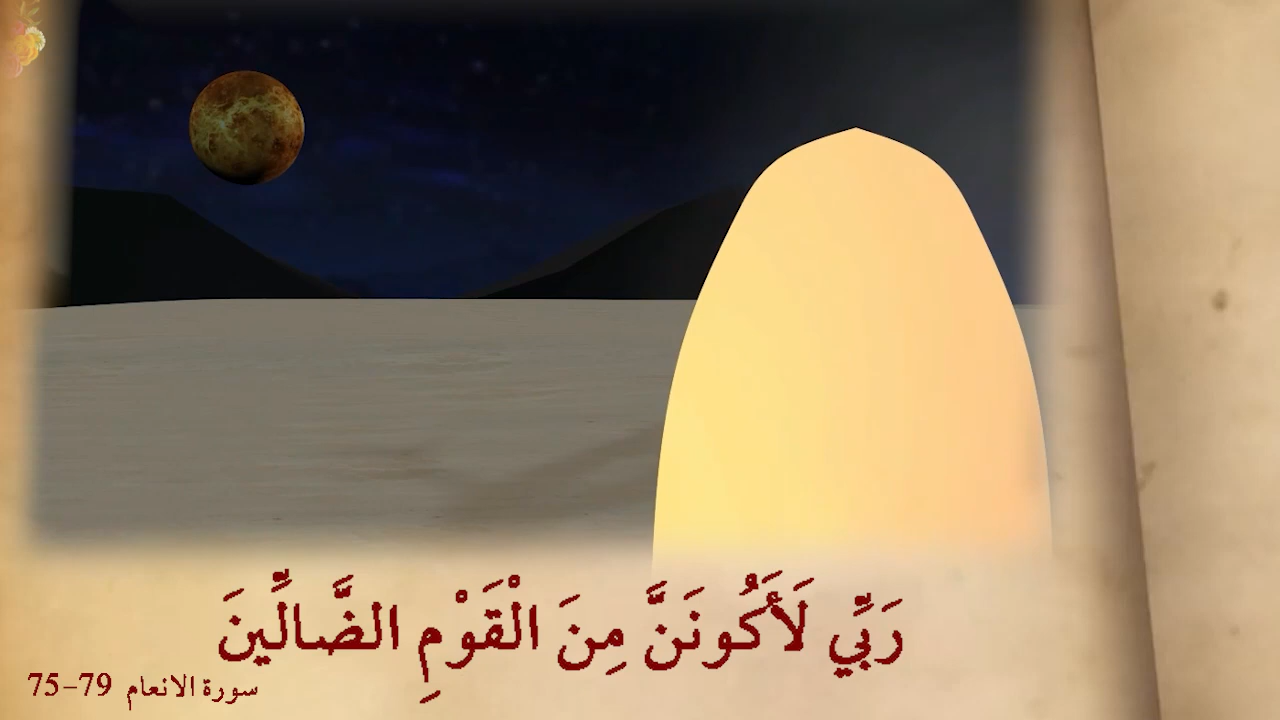 رَبِّي لَأَكُونَنَّ مِنَ الْقَوْمِ الضَّالِّينَ
سورة الانعام 75-79